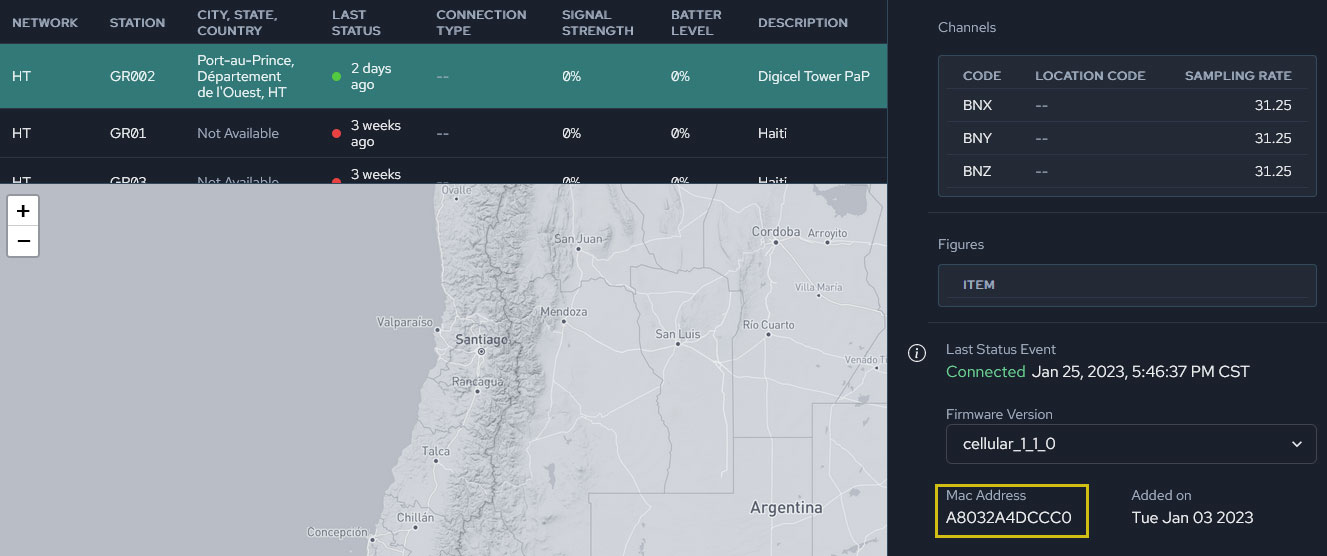 NETWORK STATION CITY, STATE, COUNTRY LAST STATUS CONNECTION TYPE SIGNAL STRENGTH BATTER LEVEL DESCRIPTION
HT GR002 Port-au-Prince, Département de l'Ouest, HT 2 days ago -- 0% 0% Digicel Tower PaP
HT GR01 Not Available 3 weeks ago -- 0% 0% Haiti
HT GR03 Not Available 3 weeks -- 0% 0% Haiti
+
−
Ovalle
San Juan
Cordoba
Arroyito
Villa María
Mendoza
Valparaíso
San Luis
Río Cuarto
Santiago
Venado T
Rancagua
Talca
Argentina
Chillán
Concepción
Channels
CODE LOCATION CODE SAMPLING RATE
BNX -- 31.25
BNY -- 31.25
BNZ -- 31.25
Figures
ITEM
Last Status Event
Connected Jan 25, 2023, 5:46:37 PM CST
Firmware Version
cellular_1_1_0
Mac Address Added on
A8032A4DCCC0 Tue Jan 03 2023